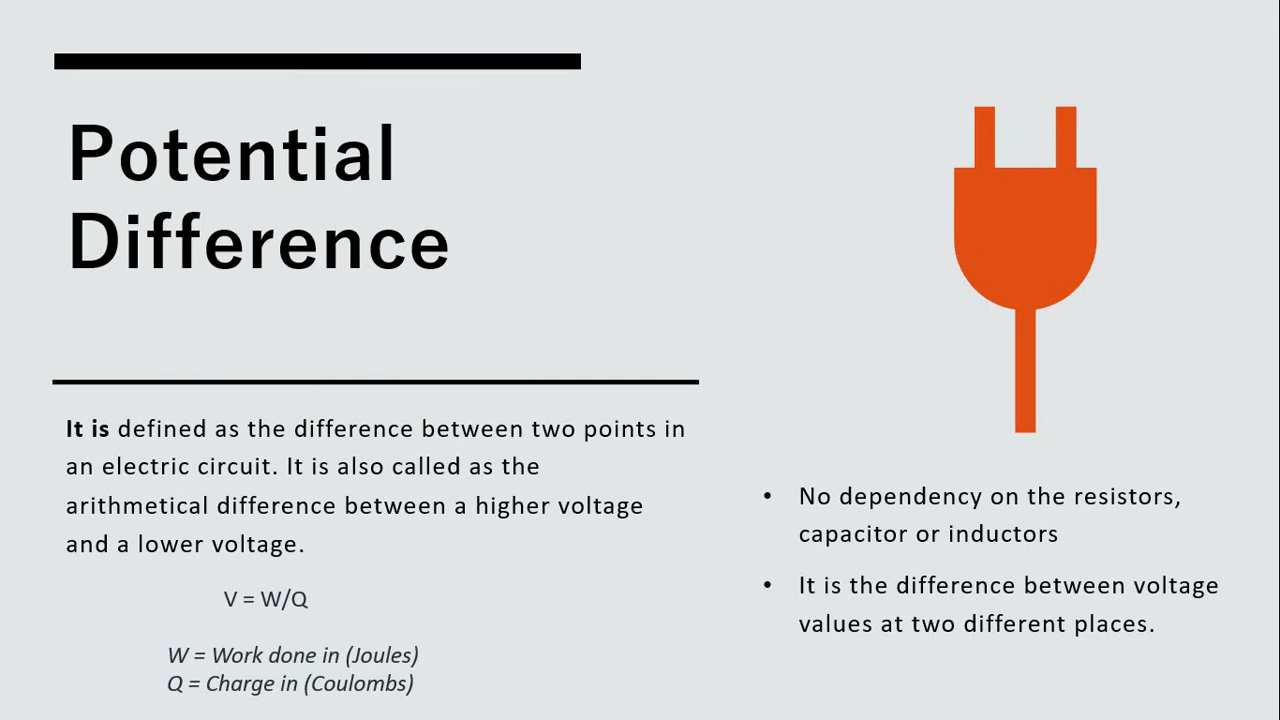 Potential
Difference
It is defined as the difference between two points in
an electric circuit. It is also called as the
arithmetical difference between a higher voltage
and a lower voltage.
V = W/Q
W = Work done in (Joules)
Q = Charge in (Coulombs)
• No dependency on the resistors,
capacitor or inductors
• It is the difference between voltage
values at two different places.